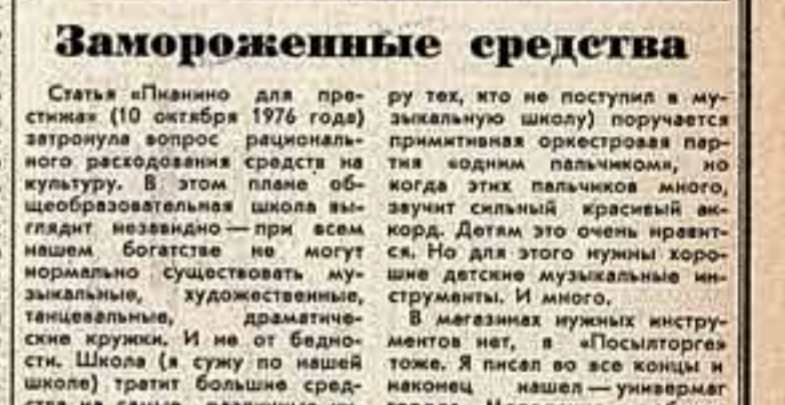 Замороженные средства
Статья «Пианино для пре-
стижа» (10 октября 1976 года)
затронула вопрос рациональ-
ного расходования средств на
культуру. В этом плане об-
щеобразовательная школа вы-
глядит незавидно — при всем
нашем богатстве не могут
нормально существовать му-
зыкальные, художественные,
танцевальные, драматиче-
ские кружки. И не от бедно-
сти. Школа (я сужу по нашей
школе) тратит большие сред-
ства на самые различные
ру тех, кто не поступил в му-
зыкальную школу) поручается
примитивная оркестровая пар-
тия «одним пальчиком», но
когда этих пальчиков много,
звучит сильный красивый ак-
корд. Детям это очень нравит-
ся. Но для этого нужны хоро-
шие детские музыкальные ин-
струменты. И много.
В магазинах нужных инстру-
ментов нет, в «Посылторге»
тоже. Я писал во все концы и
наконец нашел — универмаг
города